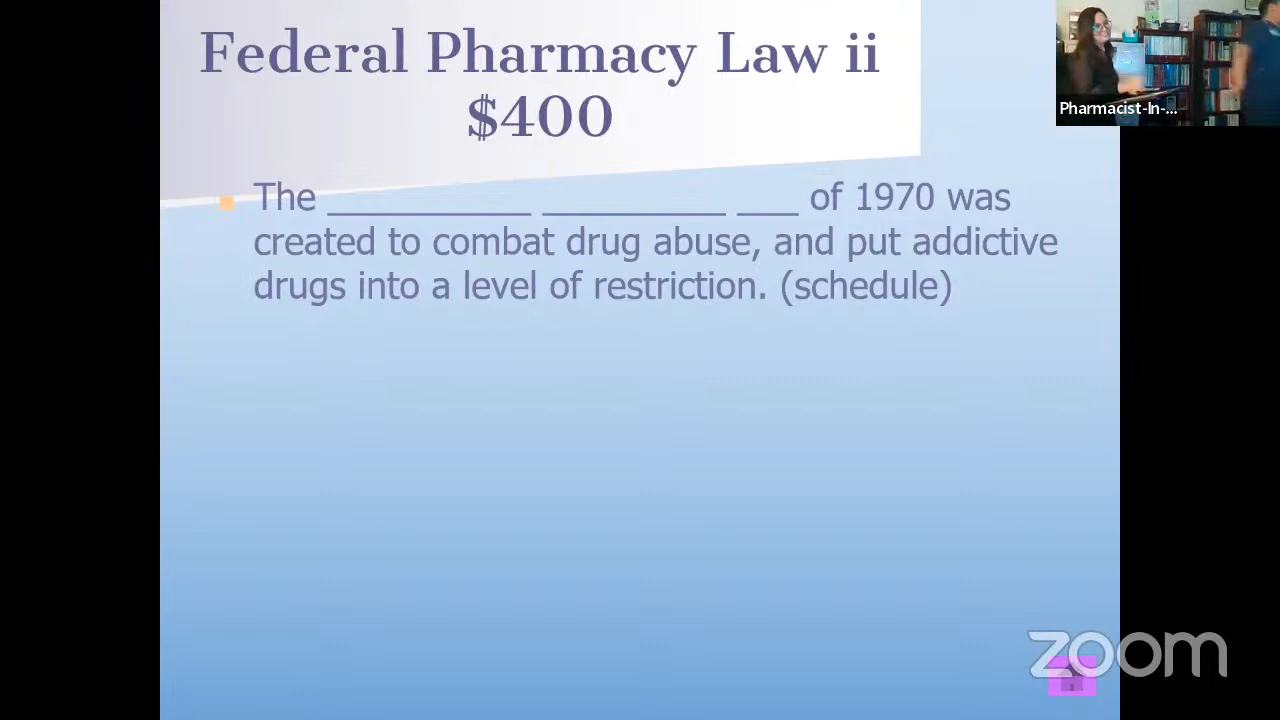 Federal Pharmacy Law ii
$400
Pharmacist-In-...
The ___________ __________ ___ of 1970 was
created to combat drug abuse, and put addictive
drugs into a level of restriction. (schedule)
zoom